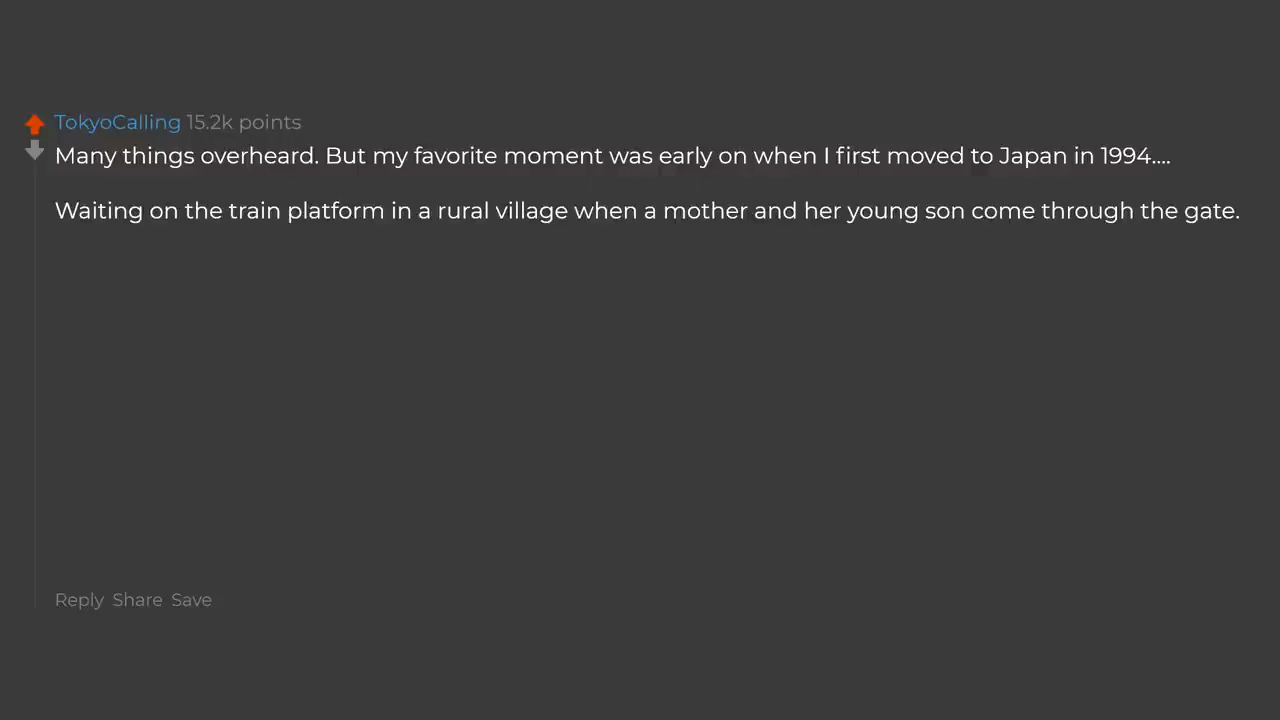 TokyoCalling 15.2k points
Many things overheard. But my favorite moment was early on when I first moved to Japan in 1994....
Waiting on the train platform in a rural village when a mother and her young son come through the gate.
Reply Share Save